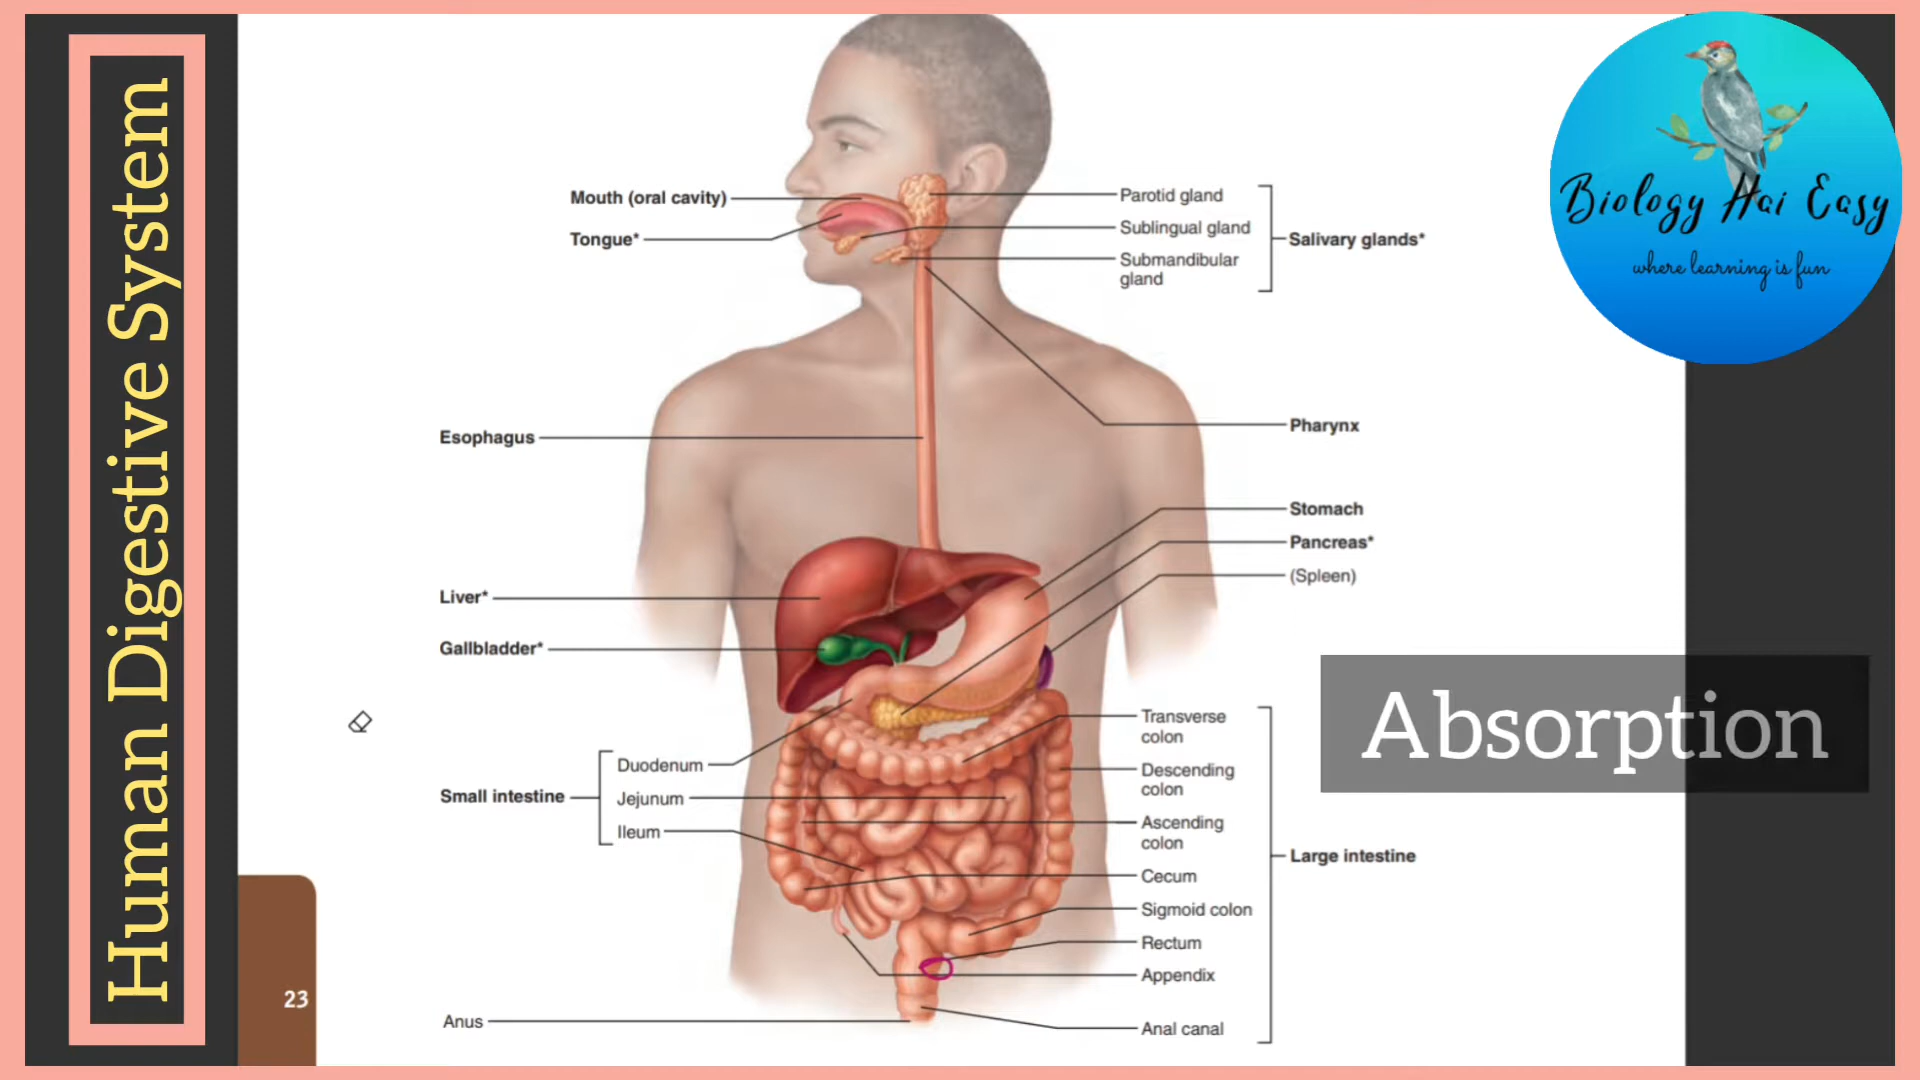 Human Digestive System
Biology Hai Easy
where learning is fun
Mouth (oral cavity)
Tongue*
Parotid gland
Sublingual gland
Submandibular
gland
Salivary glands*
Esophagus
Pharynx
Stomach
Pancreas*
(Spleen)
Liver*
Gallbladder*
Absorption
Small intestine
Duodenum
Jejunum
Ileum
Transverse
colon
Descending
colon
Ascending
colon
Cecum
Sigmoid colon
Rectum
Appendix
Anal canal
Large intestine
Anus
23